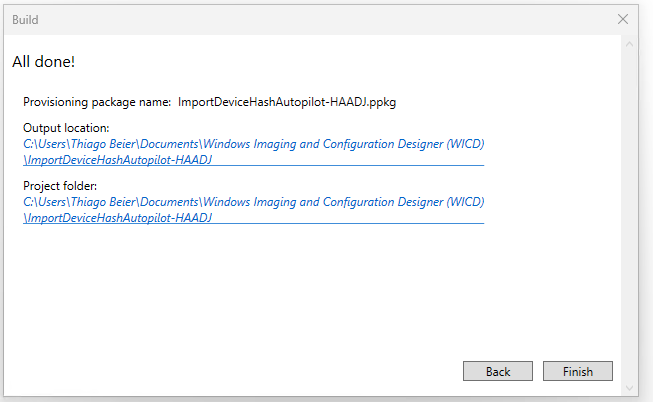 Build
All done!
Provisioning package name: ImportDeviceHashAutopilot-HAADJ.ppkg
Output location:
C:\Users\Thiago Beier\Documents\Windows Imaging and Configuration Designer (WICD)
\ImportDeviceHashAutopilot-HAADJ
Project folder:
C:\Users\Thiago Beier\Documents\Windows Imaging and Configuration Designer (WICD)
\ImportDeviceHashAutopilot-HAADJ
Back Finish